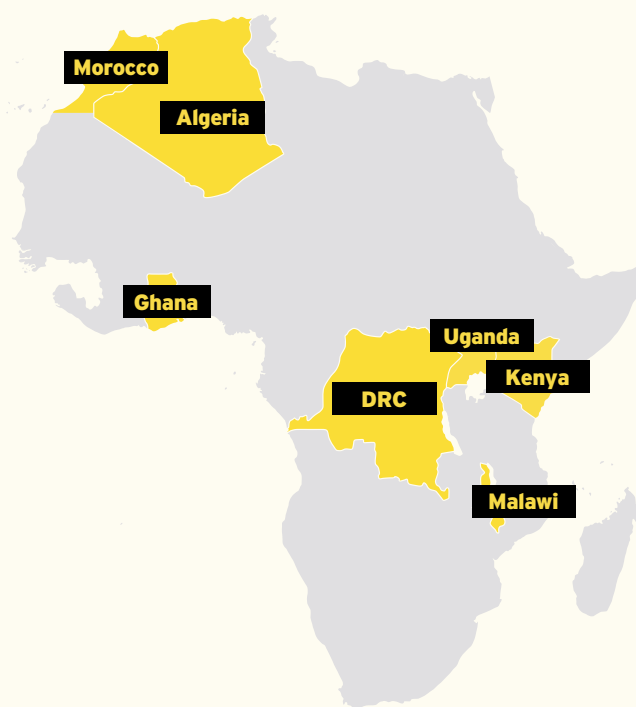 Morocco
Algeria
Ghana
Uganda
Kenya
DRC
Malawi